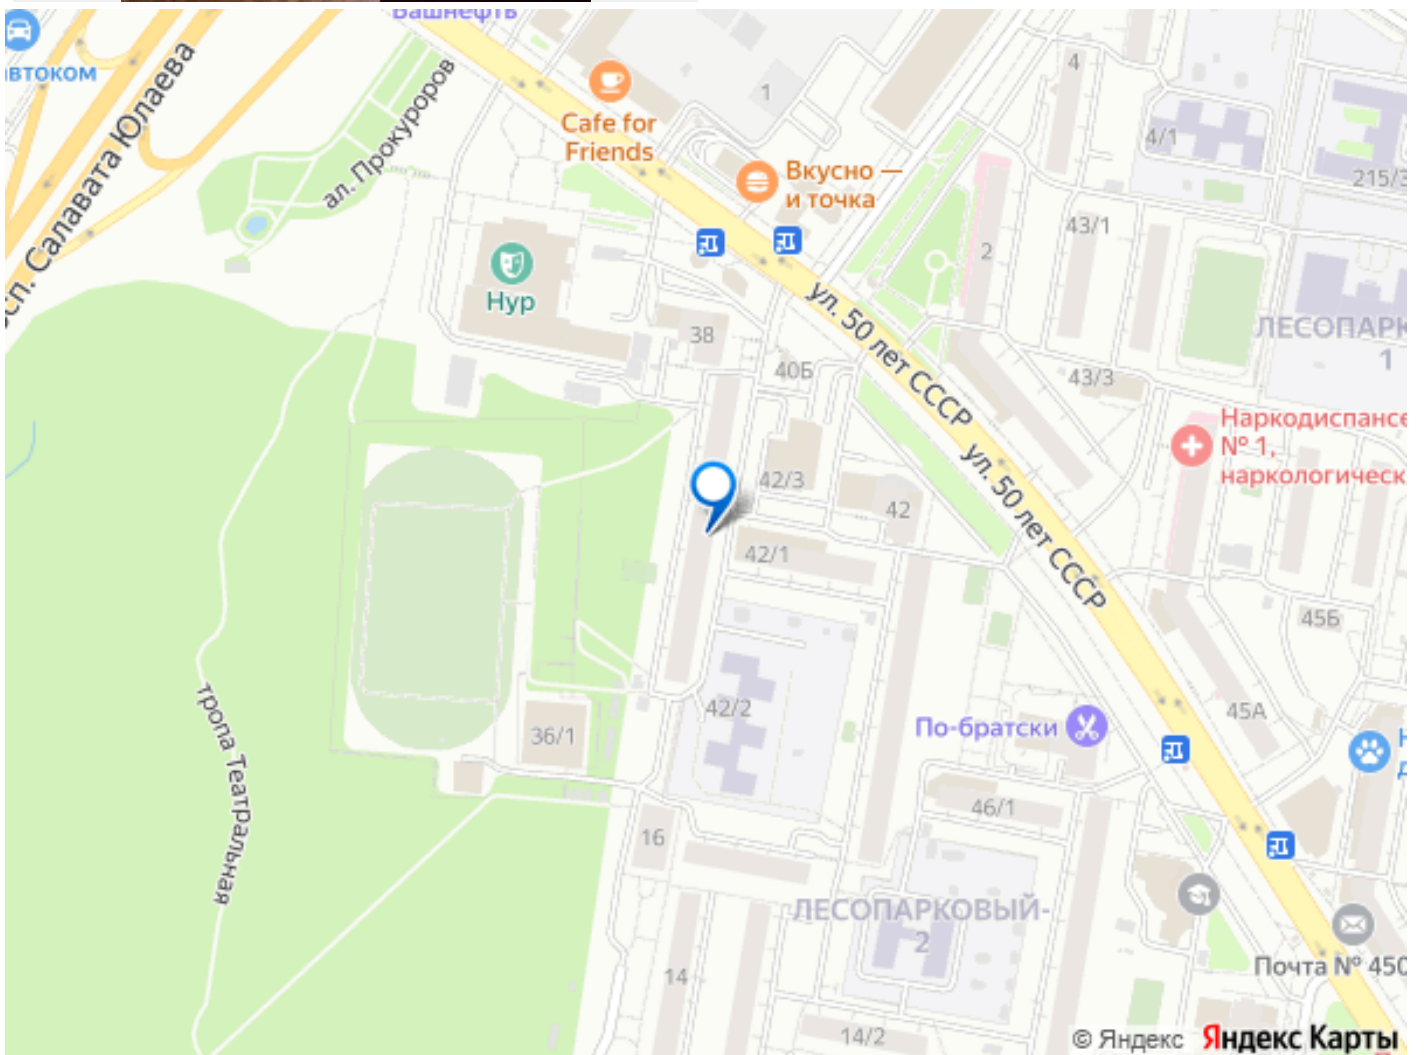 Башнефть
автоком
просп. Салавата Юлаева
ал. Прокуроров
Cafe for
Friends
1
4
4/1
215/3
Вкусно —
и точка
43/1
2
Нур
ул. 50 лет СССР
ЛЕСОПАРК
1
38
40Б
43/3
Наркодиспансе
№ 1,
наркологическ
42/3
42
ул. 50 лет СССР
42/1
45Б
тропа Театральная
42/2
36/1
По-братски
45А
Н
д
46/1
16
ЛЕСОПАРКОВЫЙ-
2
14
Почта № 450
14/2
© Яндекс Яндекс Карты